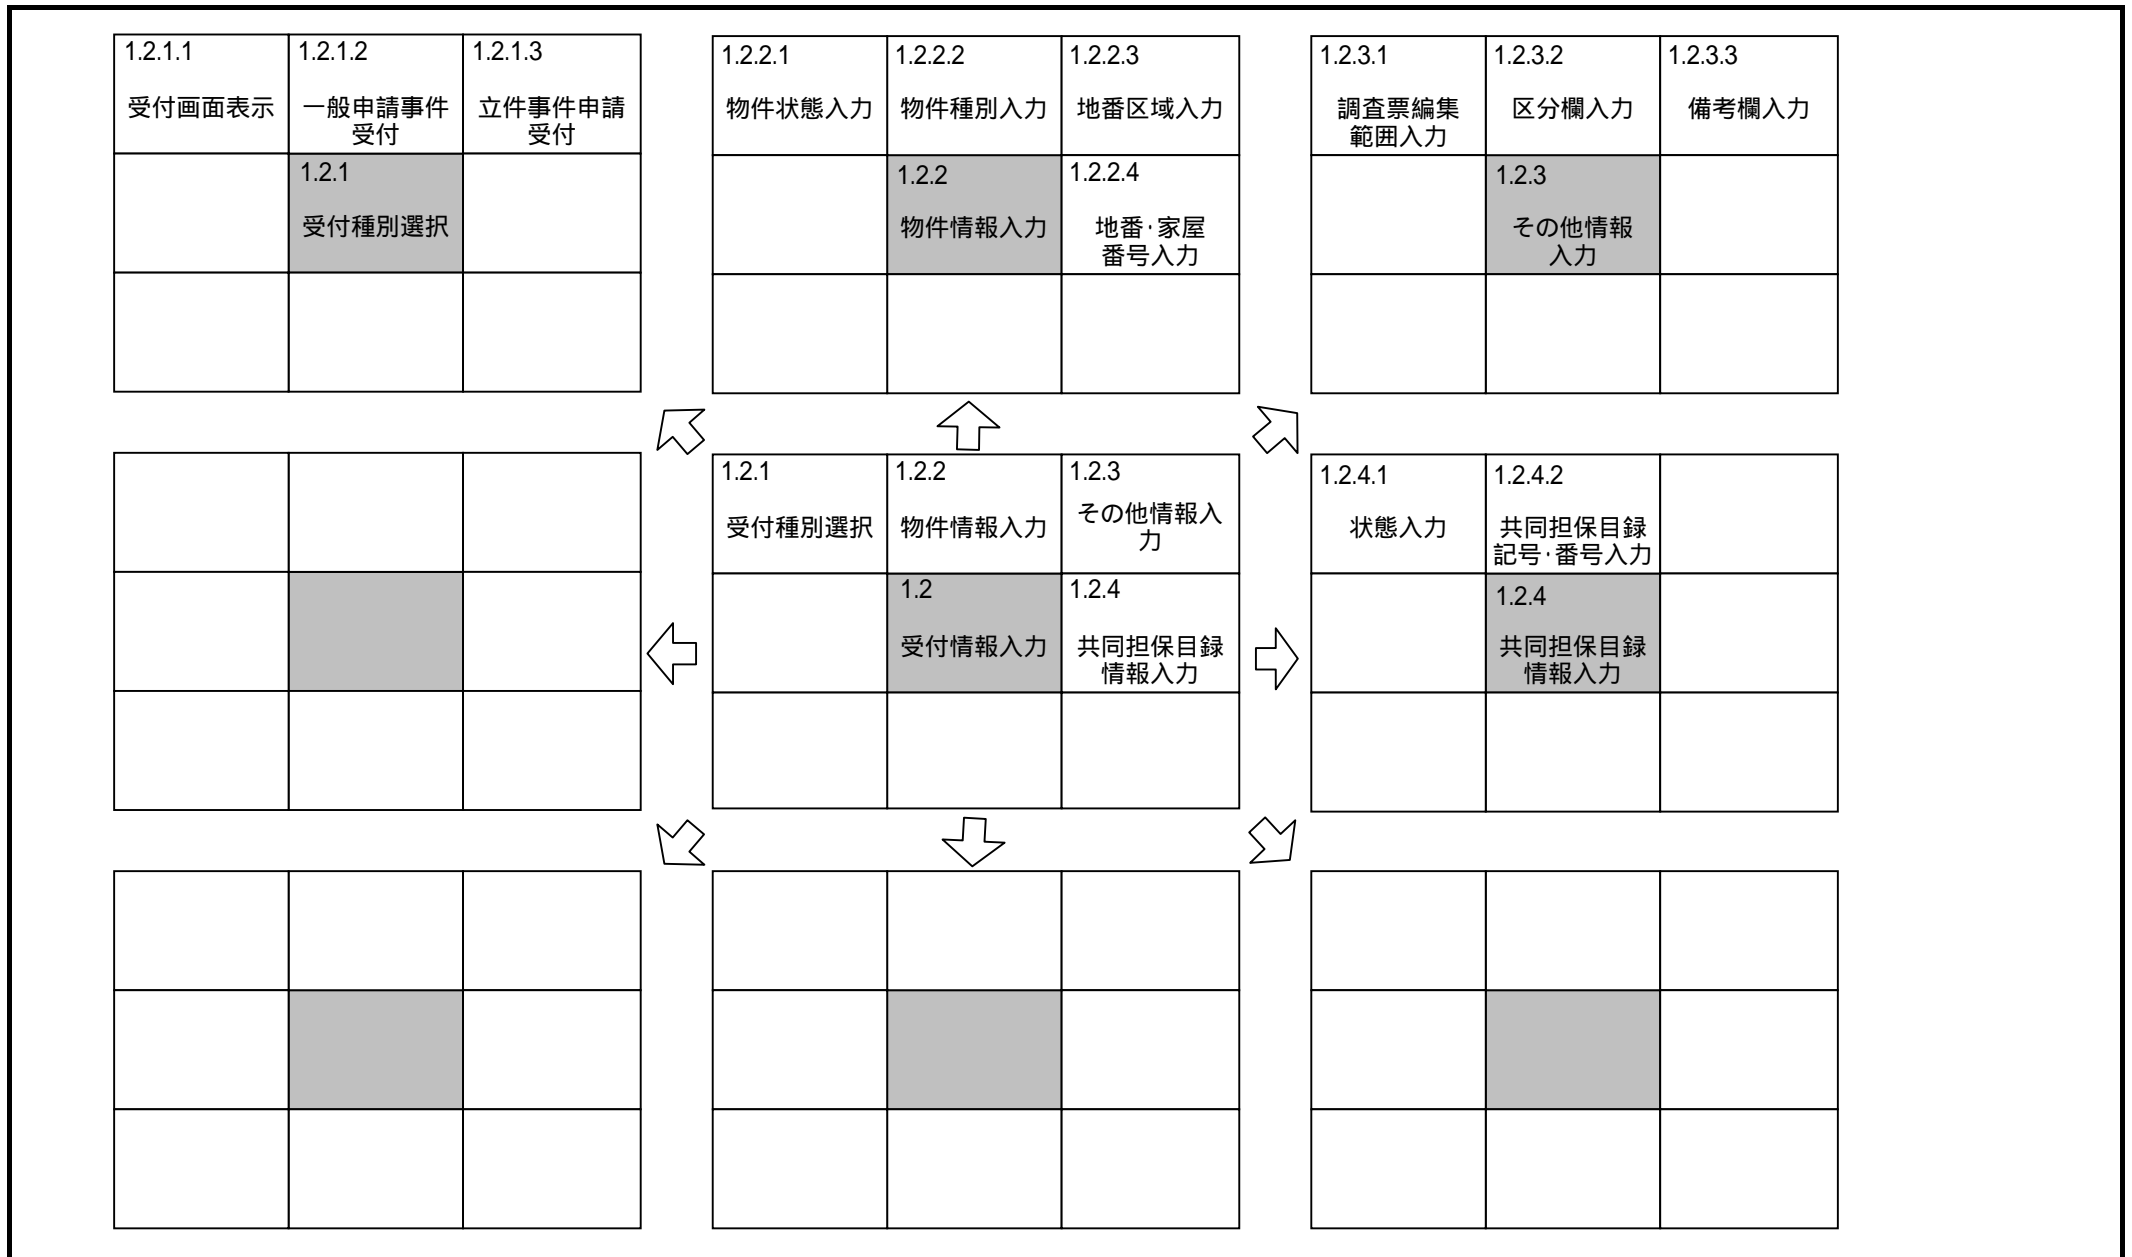 1.2.1.1
受付画面表示
1.2.1.2
一般申請事件
受付
1.2.1.3
立件事件申請
受付
1.2.1
受付種別選択
1.2.2.1
物件状態入力
1.2.2.2
物件種別入力
1.2.2.3
地番区域入力
1.2.2
物件情報入力
1.2.2.4
地番・家屋
番号入力
1.2.3.1
調査票編集
範囲入力
1.2.3.2
区分欄入力
1.2.3.3
備考欄入力
1.2.3
その他情報
入力
1.2.1
受付種別選択
1.2.2
物件情報入力
1.2.3
その他情報入
力
1.2
受付情報入力
1.2.4
共同担保目録
情報入力
1.2.4.1
状態入力
1.2.4.2
共同担保目録
記号・番号入力
1.2.4
共同担保目録
情報入力